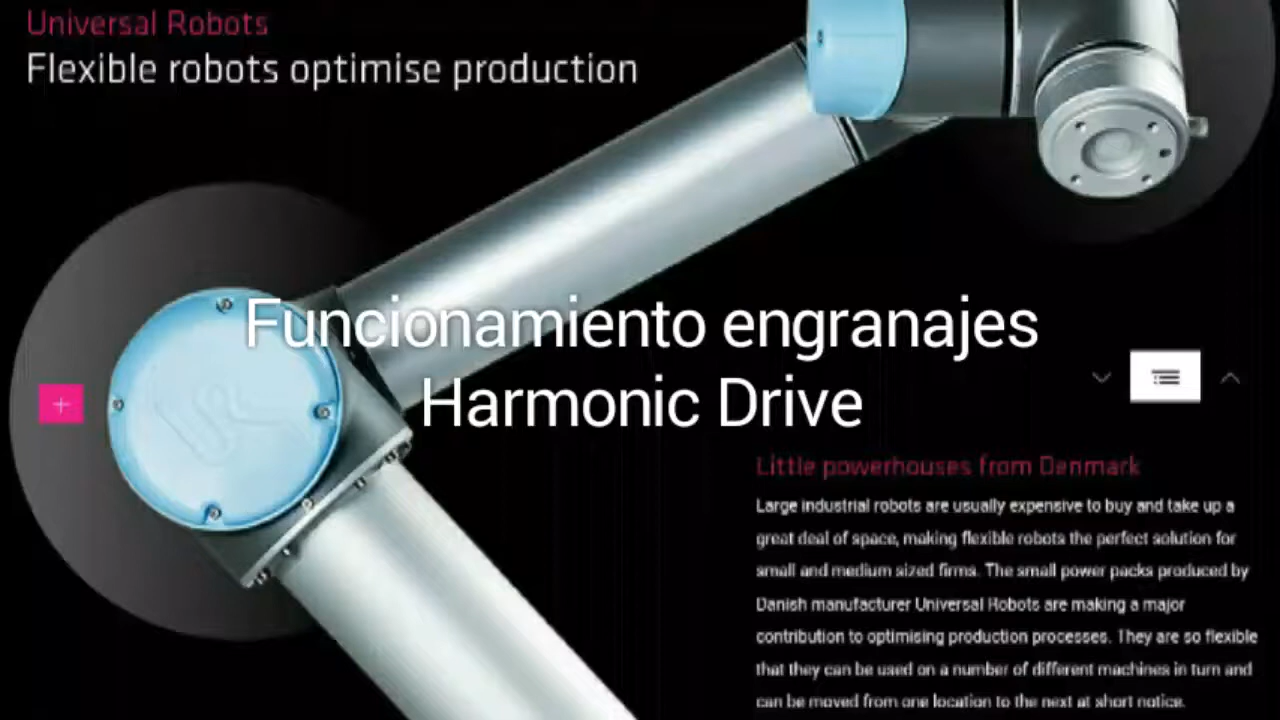 Universal Robots
Flexible robots optimise production
Funcionamiento engranajes
Harmonic Drive
Little powerhouses from Denmark
Large industrial robots are usually expensive to buy and take up a
great deal of space, making flexible robots the perfect solution for
small and medium sized firms. The small power packs produced by
Danish manufacturer Universal Robots are making a major
contribution to optimising production processes. They are so flexible
that they can be used on a number of different machines in turn and
can be moved from one location to the next at short notice.